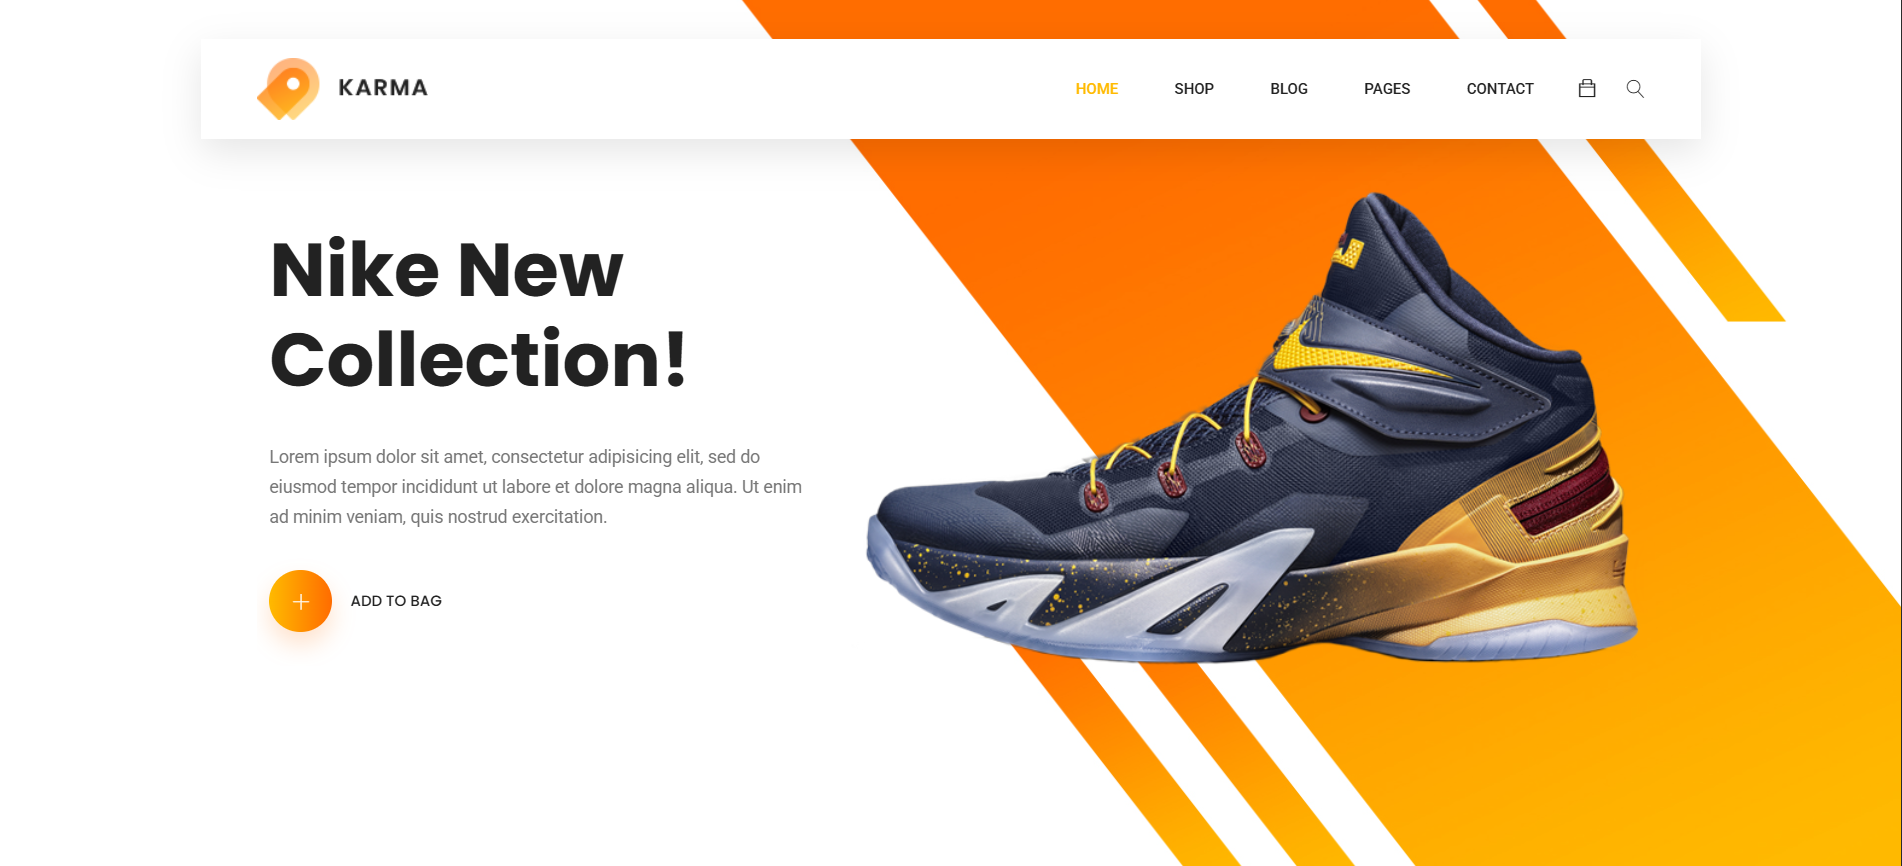 KARMA
HOME SHOP BLOG PAGES CONTACT
Nike New
Collection!
Lorem ipsum dolor sit amet, consectetur adipisicing elit, sed do
eiusmod tempor incididunt ut labore et dolore magna aliqua. Ut enim
ad minim veniam, quis nostrud exercitation.
ADD TO BAG